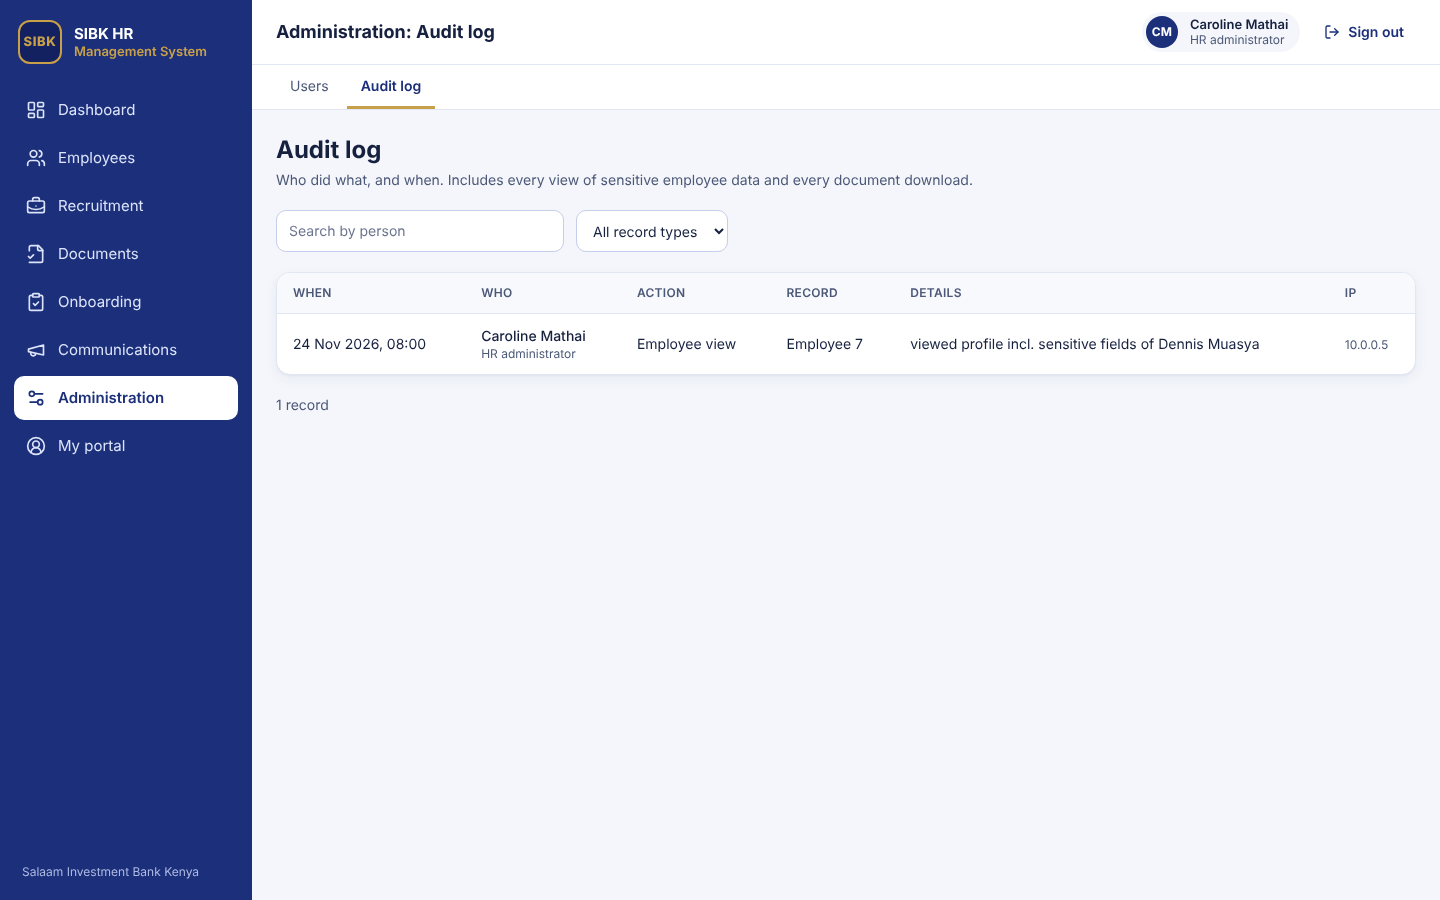 SIBK
SIBK HR
Management System
Dashboard
Employees
Recruitment
Documents
Onboarding
Communications
Administration
My portal
Salaam Investment Bank Kenya
Administration: Audit log
CM
Caroline Mathai
HR administrator
Sign out
Users
Audit log
Audit log
Who did what, and when. Includes every view of sensitive employee data and every document download.
Search by person
All record types
WHEN WHO ACTION RECORD DETAILS IP
24 Nov 2026, 08:00 Caroline Mathai Employee view Employee 7 viewed profile incl. sensitive fields of Dennis Muasya 10.0.0.5
HR administrator
1 record